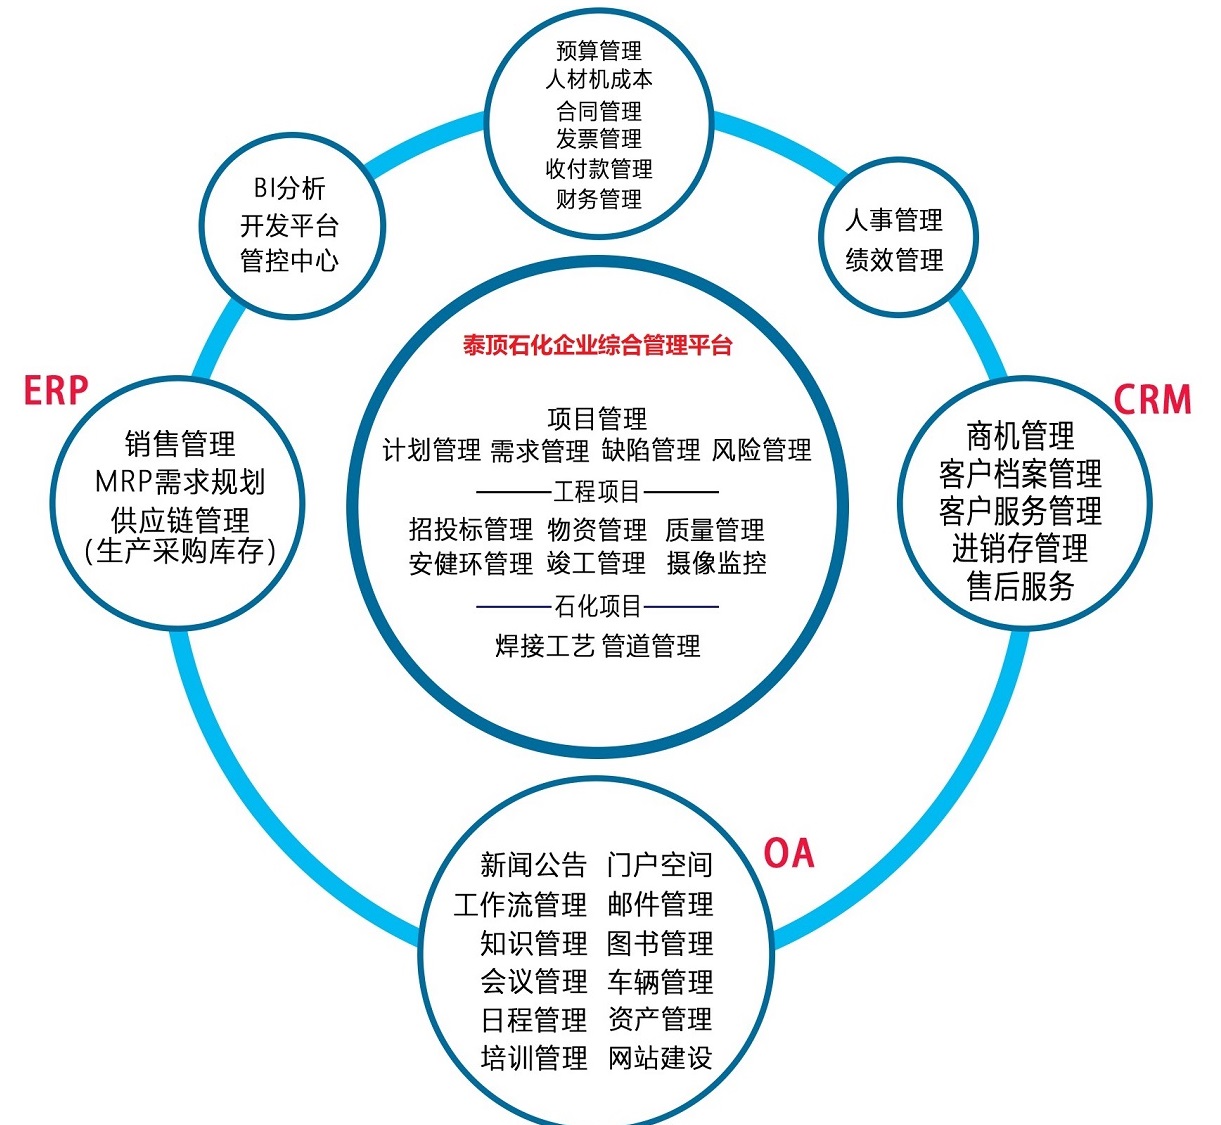 预算管理
人材机成本
合同管理
发票管理
收付款管理
财务管理
BI分析
开发平台
管控中心
人事管理
绩效管理
ERP
销售管理
MRP需求规划
供应链管理
(生产采购库存)
泰顶石化企业综合管理平台
项目管理
计划管理 需求管理 缺陷管理 风险管理
工程项目
招投标管理 物资管理 质量管理
安健环管理 竣工管理 摄像监控
石化项目
焊接工艺 管道管理
CRM
商机管理
客户档案管理
客户服务管理
进销存管理
售后服务
OA
新闻公告 门户空间
工作流管理 邮件管理
知识管理 图书管理
会议管理 车辆管理
日程管理 资产管理
培训管理 网站建设